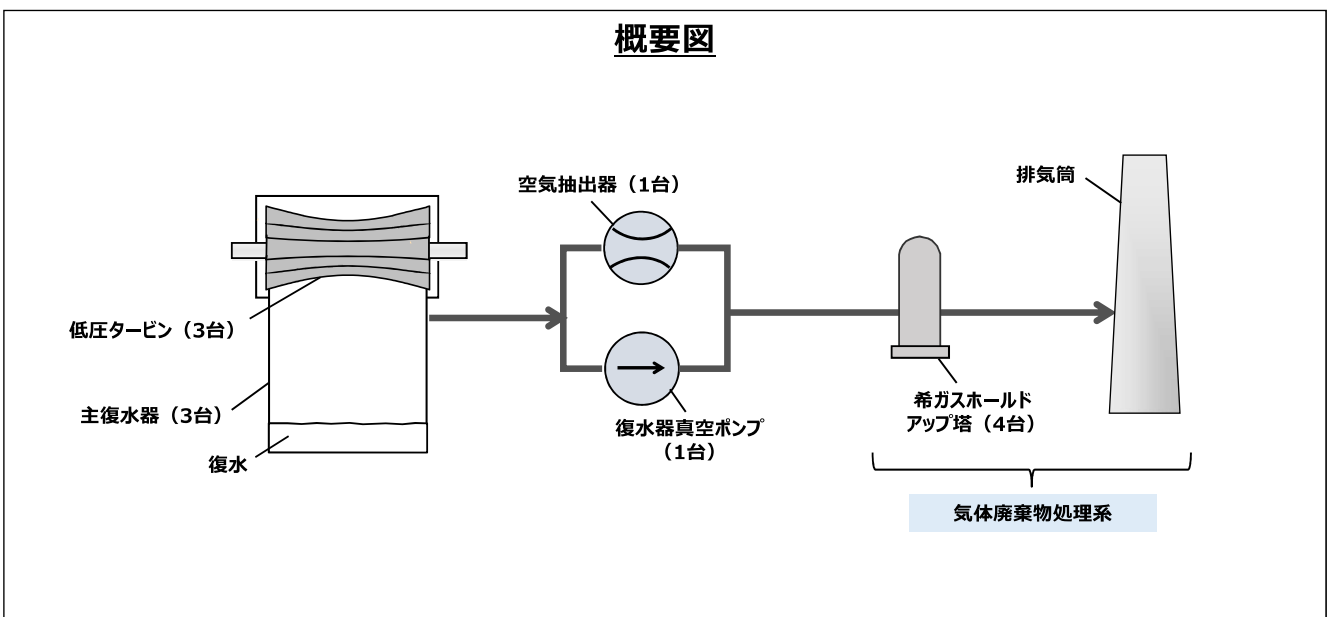 概要図
空気抽出器（1台）
排気筒
低圧タービン（3台）
主復水器（3台）
復水
復水器真空ポンプ
（1台）
希ガスホールド
アップ塔（4台）
気体廃棄物処理系